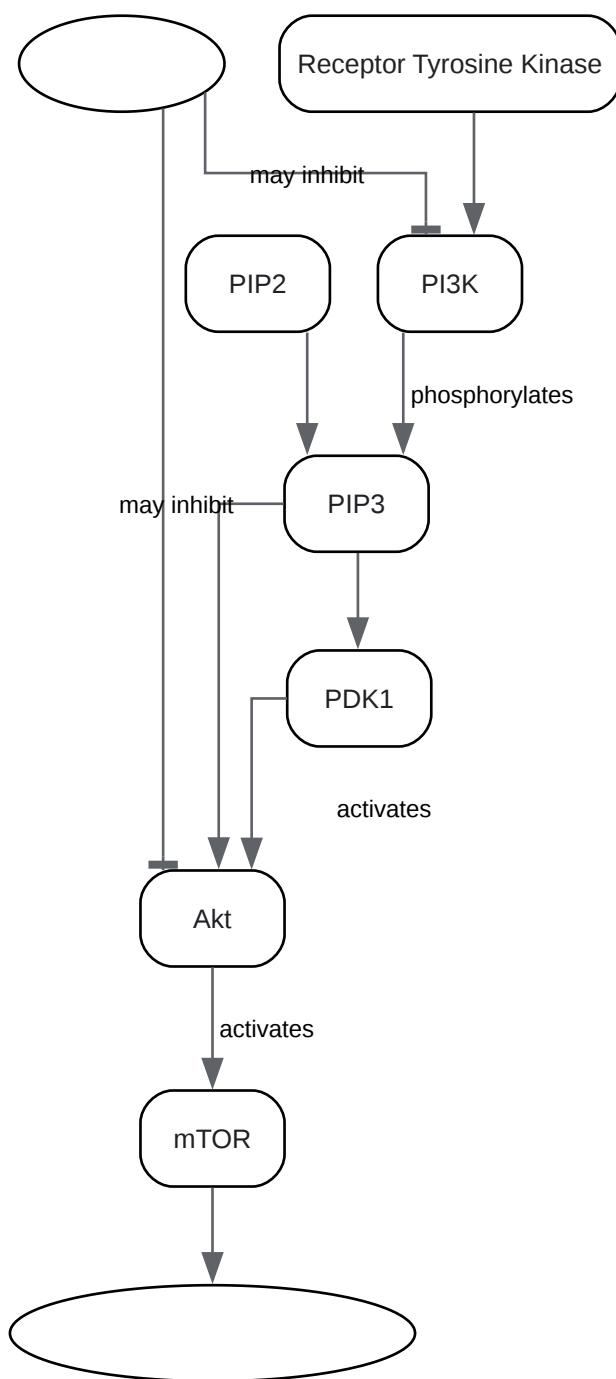 Receptor Tyrosine Kinase
may inhibit
PIP2
PI3K
phosphorylates
may inhibit
PIP3
PDK1
activates
Akt
activates
mTOR